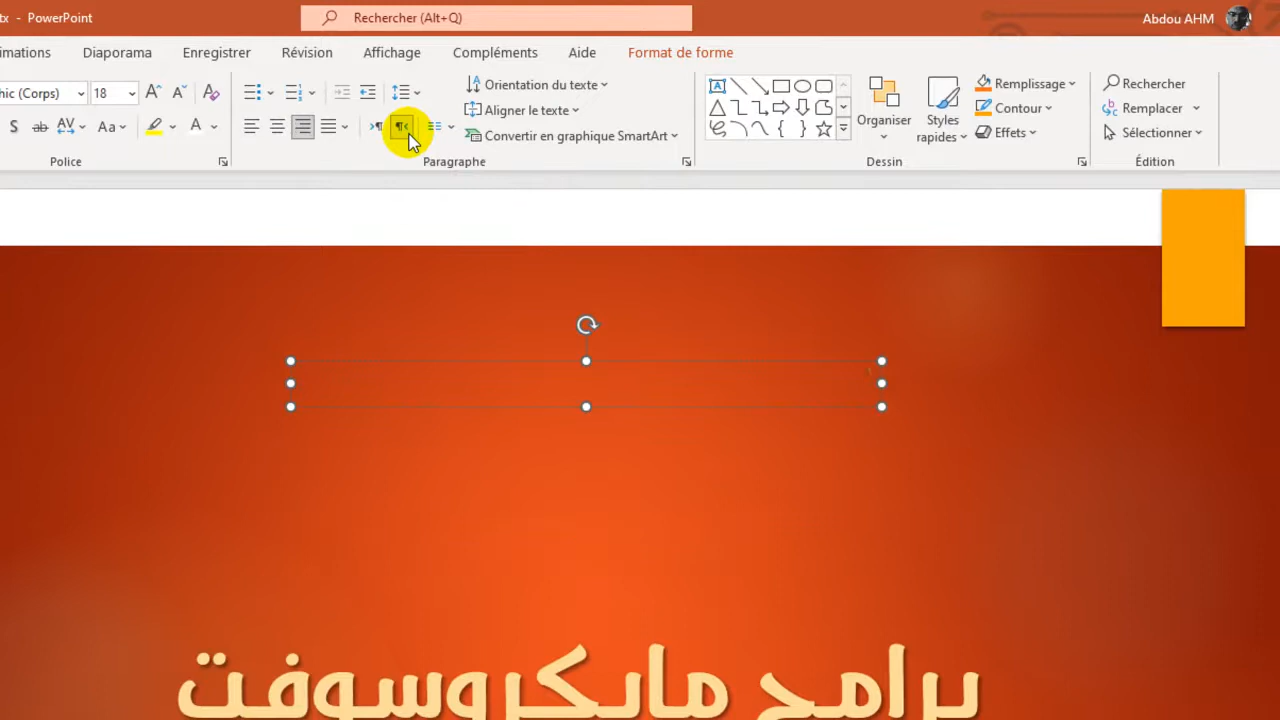 tx - PowerPoint
Rechercher (Alt+Q)
Abdou AHM
imations
Diaporama
Enregistrer
Révision
Affichage
Compléments
Aide
Format de forme
hic (Corps)
18
Orientation du texte
Aligner le texte
Convertir en graphique SmartArt
Organiser
Styles
rapides
Remplissage
Contour
Effets
Rechercher
Remplacer
Sélectionner
Police
Paragraphe
Dessin
Édition
برامج مايكروسوفت